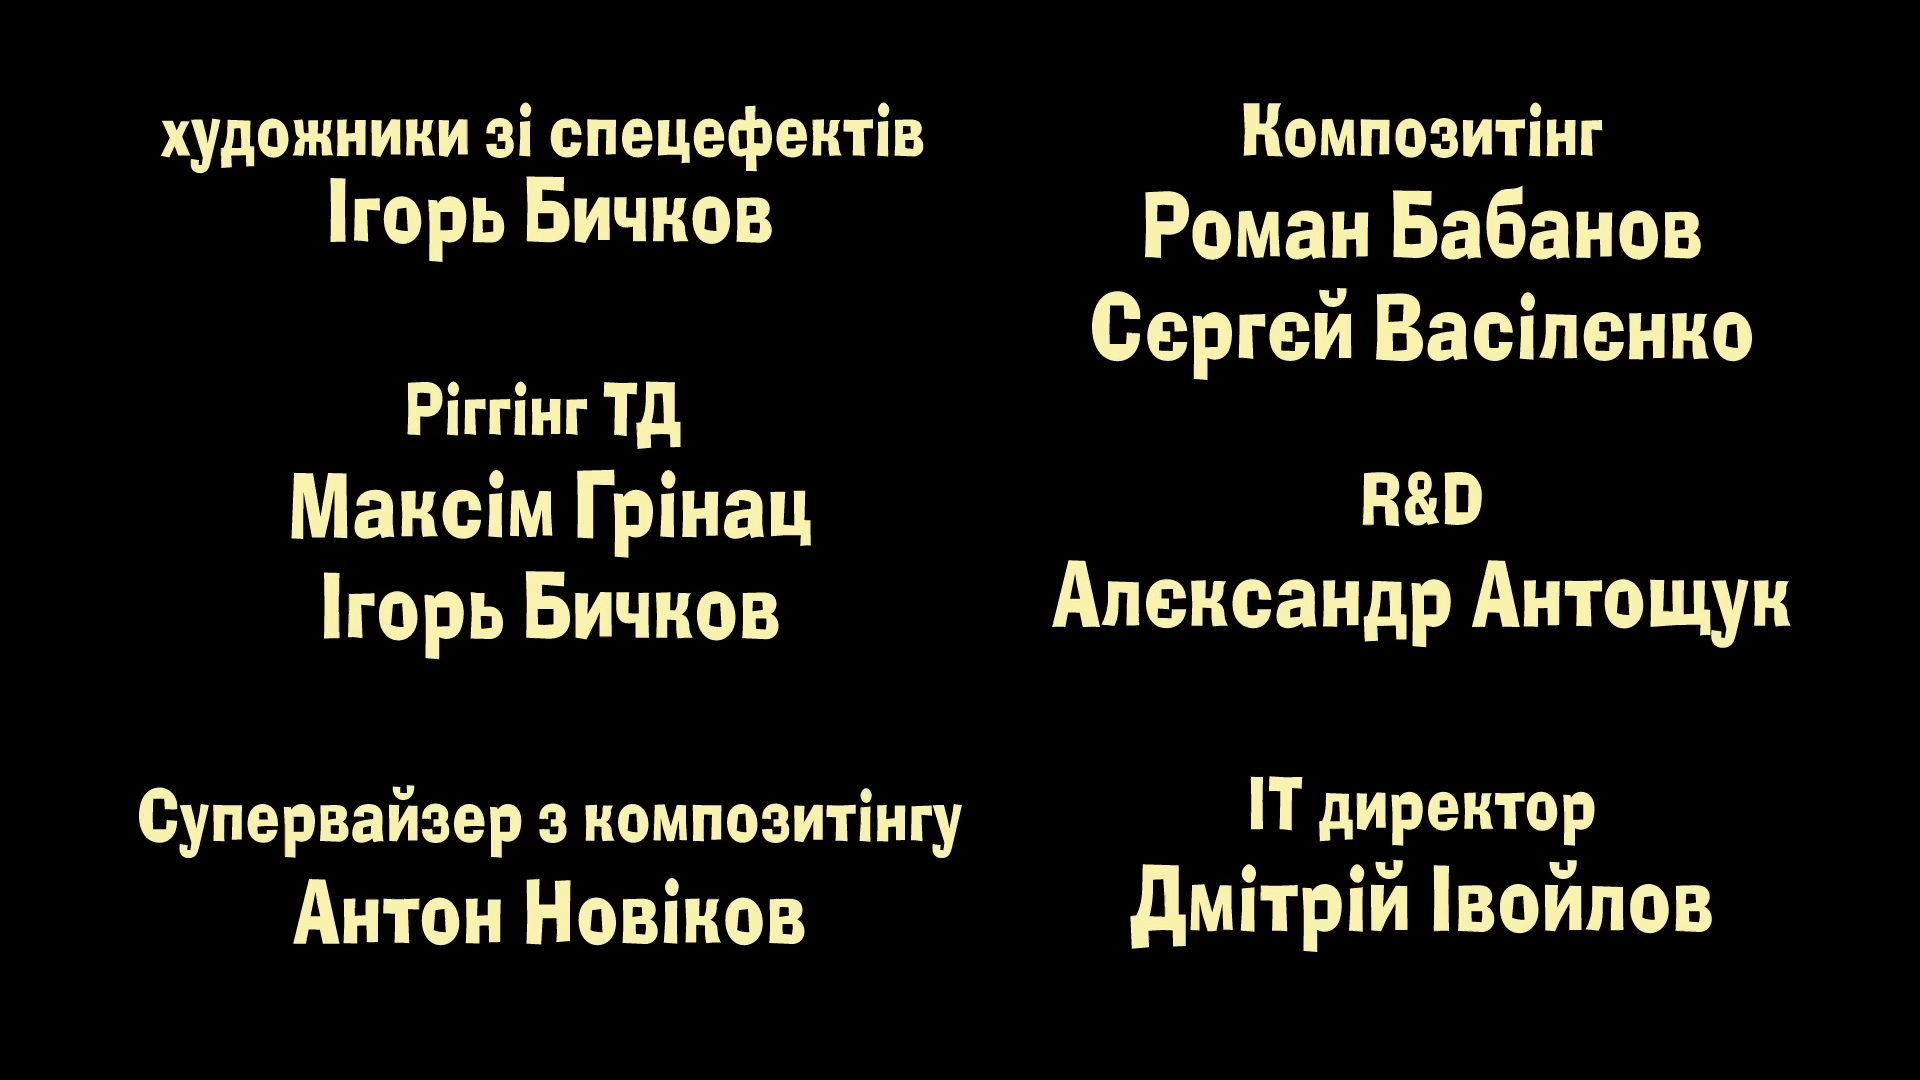 художники зі спецефектів
Ігорь Бичков
Ріггінг ТД
Максім Грінац
Ігорь Бичков
Супервайзер з композитінгу
Антон Новіков
Композитінг
Роман Бабанов
Сєргєй Васілєнко
R&D
Алєксандр Антощук
ІТ директор
Дмітрій Івойлов